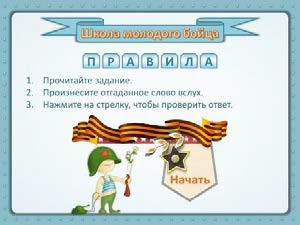 Школа молодого бойца
ПРАВИЛА
1. Прочитайте задание.
2. Произнесите отгаданное слово вслух.
3. Нажмите на стрелку, чтобы проверить ответ.
Начать